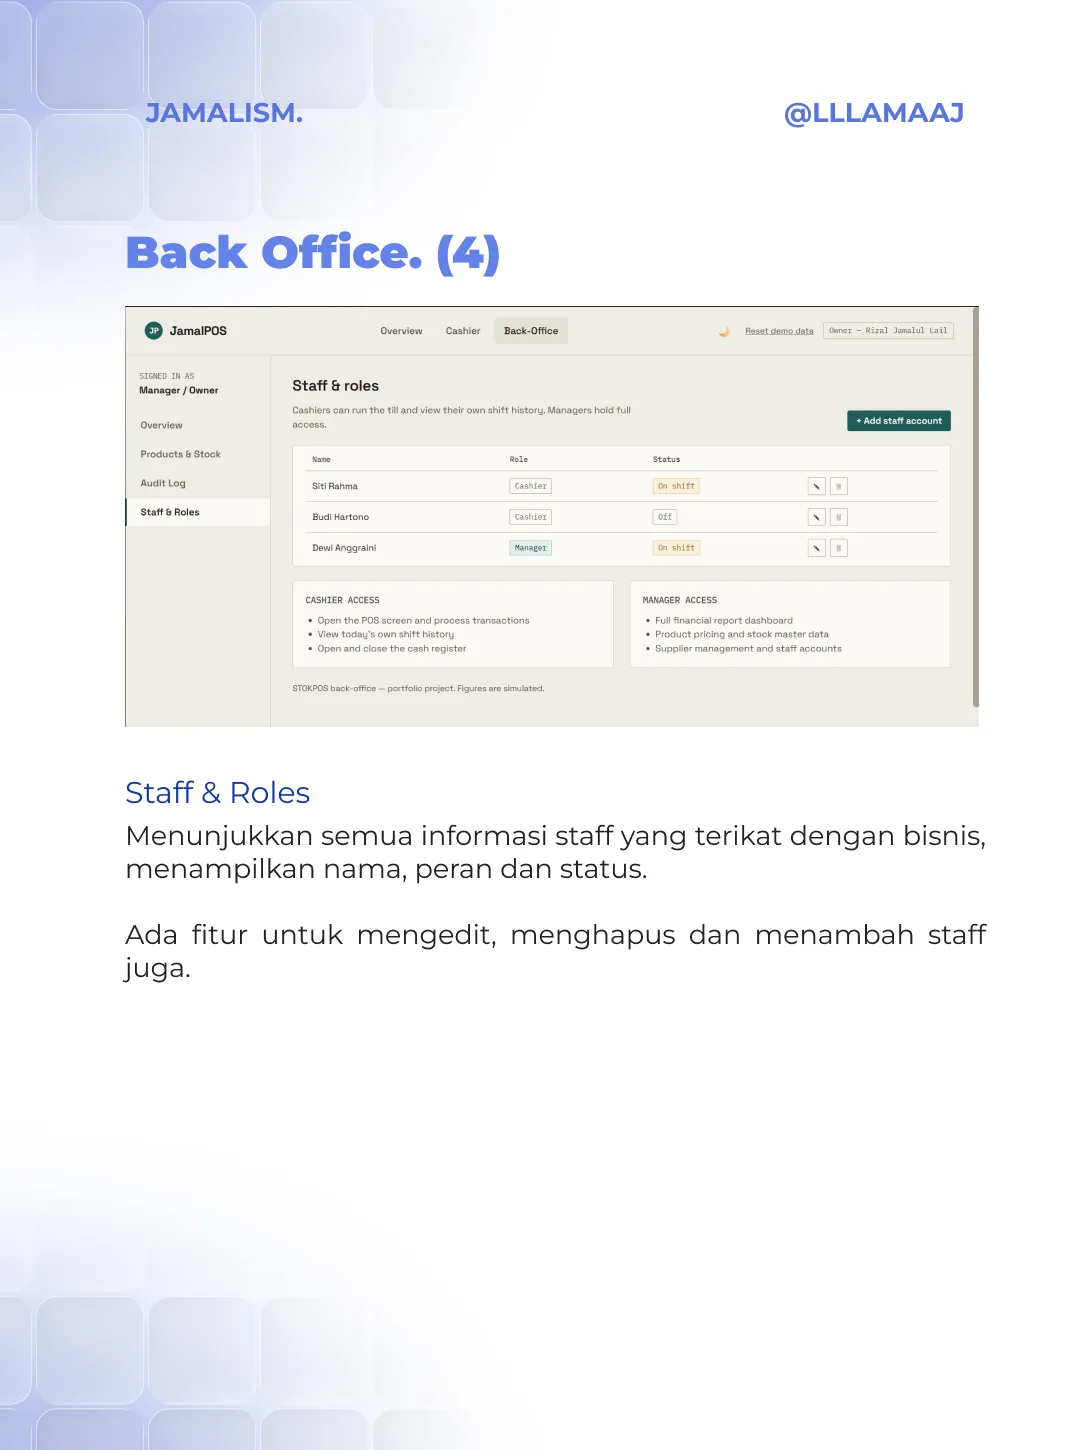 JAMALISM.
@LLLAMAAJ
Back Office. (4)
JP JamalPOS
Overview Cashier Back-Office
Reset demo data
Owner — Rizal Jamalul Lail
SIGNED IN AS
Manager / Owner
Overview
Products & Stock
Audit Log
Staff & Roles
Staff & roles
Cashiers can run the till and view their own shift history. Managers hold full
access.
+ Add staff account
Name Role Status
Siti Rahma Cashier On shift
Budi Hartono Cashier Off
Dewi Anggraini Manager On shift
CASHIER ACCESS
• Open the POS screen and process transactions
• View today's own shift history
• Open and close the cash register
MANAGER ACCESS
• Full financial report dashboard
• Product pricing and stock master data
• Supplier management and staff accounts
STOKPOS back-office — portfolio project. Figures are simulated.
Staff & Roles
Menunjukkan semua informasi staff yang terikat dengan bisnis,
menampilkan nama, peran dan status.
Ada fitur untuk mengedit, menghapus dan menambah staff
juga.